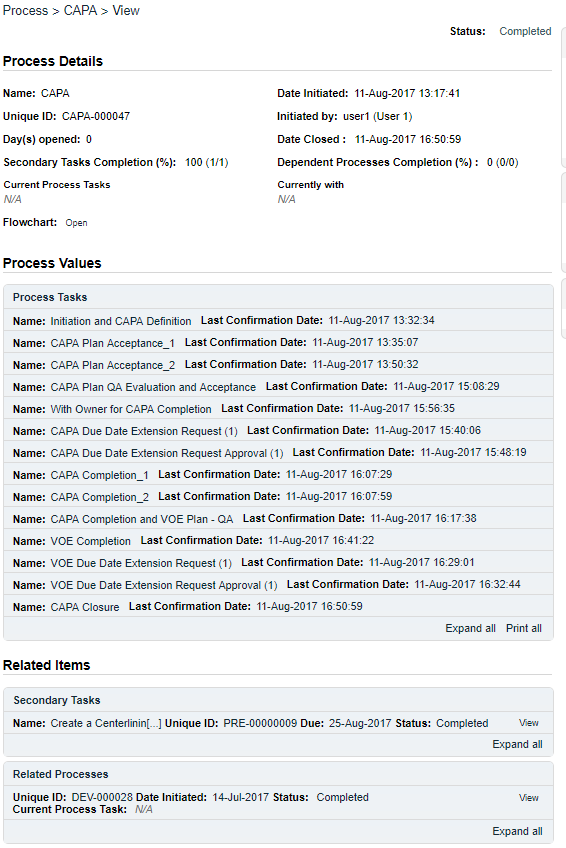 Process > CAPA > View
Status: Completed
Process Details
Name: CAPA Date Initiated: 11-Aug-2017 13:17:41
Unique ID: CAPA-000047 Initiated by: user1 (User 1)
Day(s) opened: 0 Date Closed : 11-Aug-2017 16:50:59
Secondary Tasks Completion (%): 100 (1/1) Dependent Processes Completion (%) : 0 (0/0)
Current Process Tasks Currently with
N/A N/A
Flowchart: Open
Process Values
Process Tasks
Name: Initiation and CAPA Definition Last Confirmation Date: 11-Aug-2017 13:32:34
Name: CAPA Plan Acceptance_1 Last Confirmation Date: 11-Aug-2017 13:35:07
Name: CAPA Plan Acceptance_2 Last Confirmation Date: 11-Aug-2017 13:50:32
Name: CAPA Plan QA Evaluation and Acceptance Last Confirmation Date: 11-Aug-2017 15:08:29
Name: With Owner for CAPA Completion Last Confirmation Date: 11-Aug-2017 15:56:35
Name: CAPA Due Date Extension Request (1) Last Confirmation Date: 11-Aug-2017 15:40:06
Name: CAPA Due Date Extension Request Approval (1) Last Confirmation Date: 11-Aug-2017 15:48:19
Name: CAPA Completion_1 Last Confirmation Date: 11-Aug-2017 16:07:29
Name: CAPA Completion_2 Last Confirmation Date: 11-Aug-2017 16:07:59
Name: CAPA Completion and VOE Plan - QA Last Confirmation Date: 11-Aug-2017 16:17:38
Name: VOE Completion Last Confirmation Date: 11-Aug-2017 16:41:22
Name: VOE Due Date Extension Request (1) Last Confirmation Date: 11-Aug-2017 16:29:01
Name: VOE Due Date Extension Request Approval (1) Last Confirmation Date: 11-Aug-2017 16:32:44
Name: CAPA Closure Last Confirmation Date: 11-Aug-2017 16:50:59
Expand all Print all
Related Items
Secondary Tasks
Name: Create a Centerlinin[...] Unique ID: PRE-00000009 Due: 25-Aug-2017 Status: Completed View
Expand all
Related Processes
Unique ID: DEV-000028 Date Initiated: 14-Jul-2017 Status: Completed View
Current Process Task: N/A
Expand all